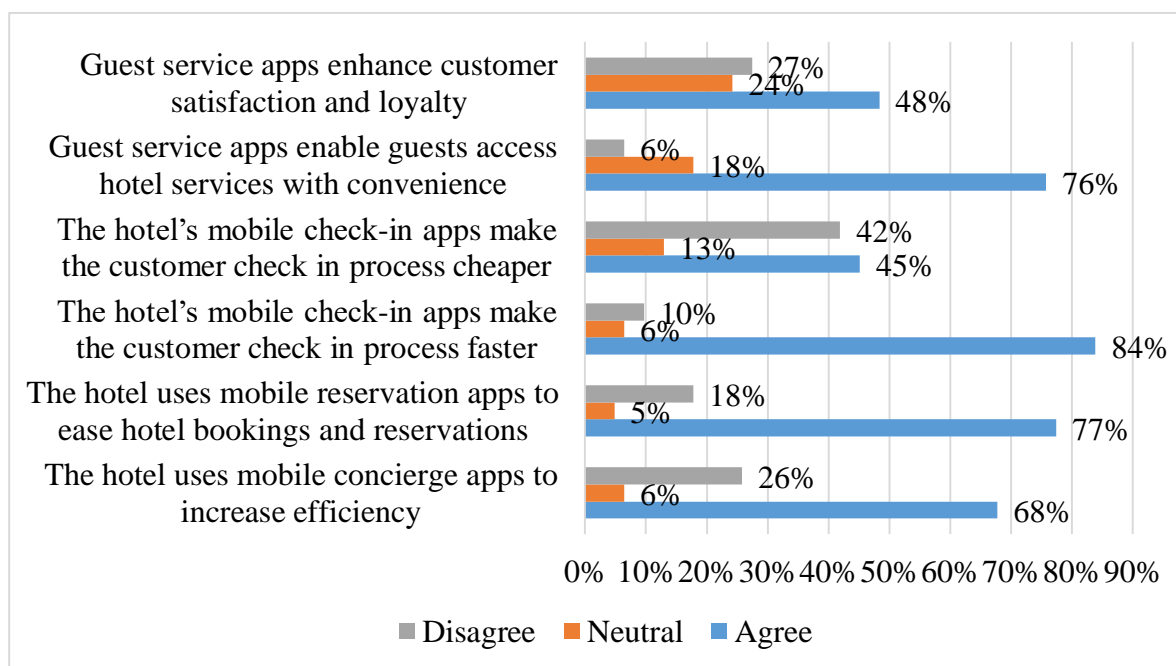 Guest service apps enhance customer
satisfaction and loyalty
27%
24%
48%
Guest service apps enable guests access
hotel services with convenience
6%
18%
76%
The hotel’s mobile check-in apps make
the customer check in process cheaper
42%
13%
45%
The hotel’s mobile check-in apps make
the customer check in process faster
10%
6%
84%
The hotel uses mobile reservation apps to
ease hotel bookings and reservations
18%
5%
77%
The hotel uses mobile concierge apps to
increase efficiency
26%
6%
68%
0% 10% 20% 30% 40% 50% 60% 70% 80% 90%
Disagree Neutral Agree